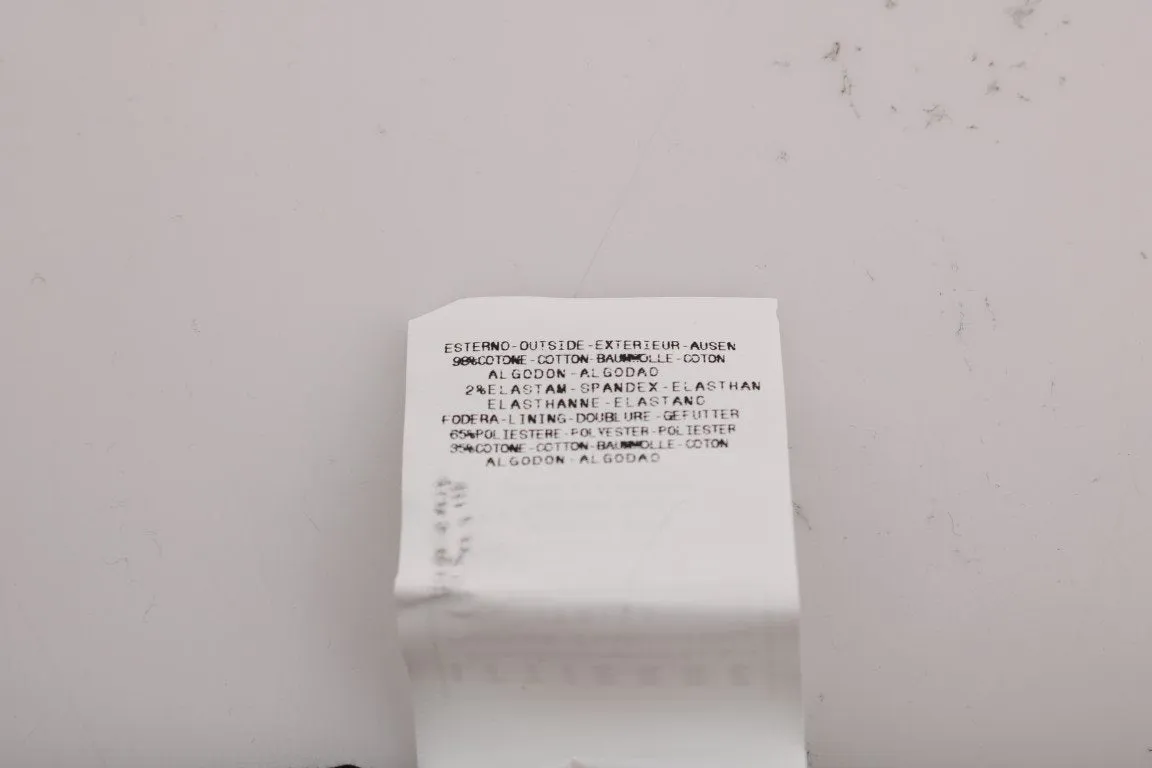 ESTERNO-OUTSIDE-EXTERIEUR-AUSEN
98%COTONE-COTTON-BAUMWOLLE-COTON
ALGODON-ALGODAO
2%ELASTAM-SPANDEX-ELASTHAN
ELASTHANNE-ELASTANO
FODERA-LINING-DOUBLURE-GEFUTTER
65%POLIESTERE-POLYESTER-POLIESTER
35%COTONE-COTTON-BAUMWOLLE-COTON
ALGODON-ALGODAO